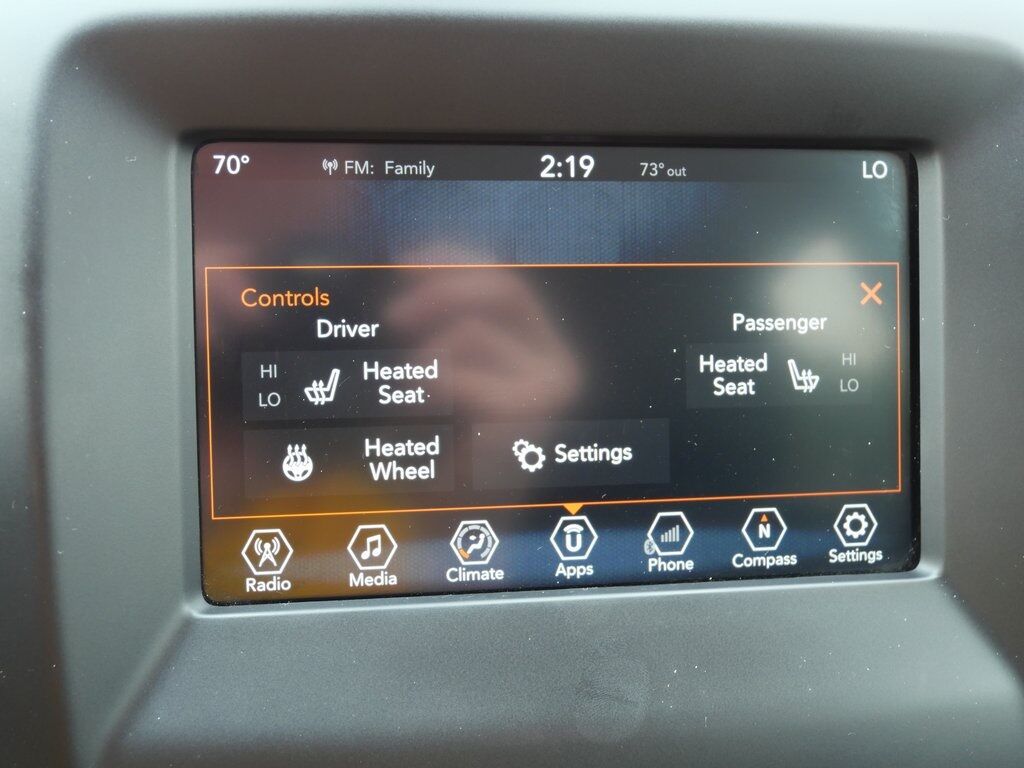 70° FM: Family 2:19 73° out LO
Controls
Driver
Passenger
HI
LO
Heated
Seat
Heated
Seat
HI
LO
Heated
Wheel
Settings
Radio Media Climate Apps Phone N Compass Settings